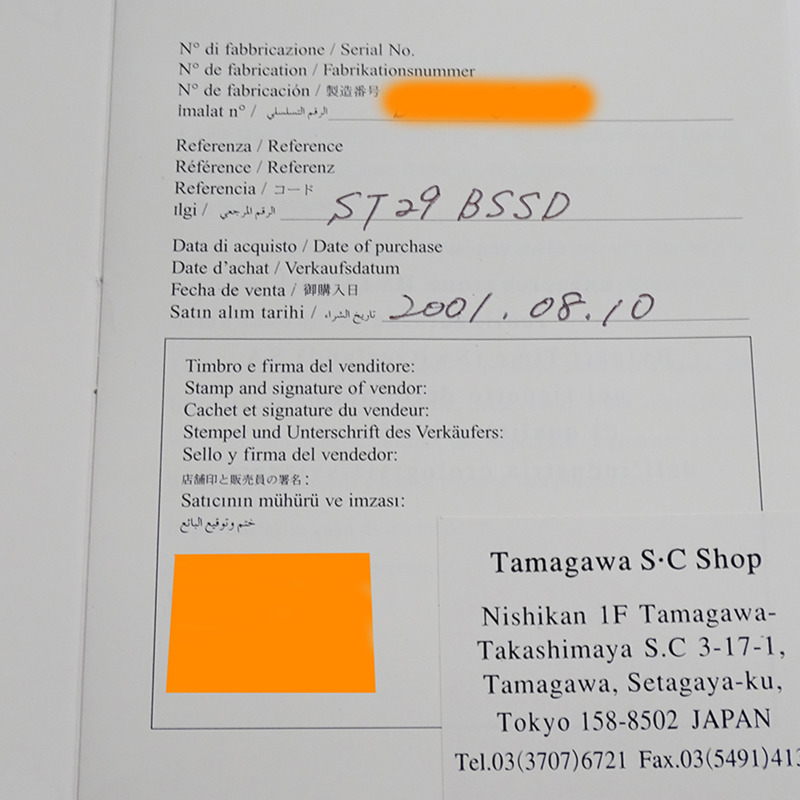 N° di fabbricazione / Serial No.
N° de fabrication / Fabrikationsnummer
N° de fabricación / 製造番号
imalat n° / الرقم التسلسلي
Referenza / Reference
Référence / Referenz
Referencia / コード
Ilgi / الرقم المرجعي ST29 BSSD
Data di acquisto / Date of purchase
Date d'achat / Verkaufsdatum
Fecha de venta / 御購入日
Satın alım tarihi / تاريخ الشراء 2001.08.10
Timbro e firma del venditore:
Stamp and signature of vendor:
Cachet et signature du vendeur:
Stempel und Unterschrift des Verkäufers:
Sello y firma del vendedor:
店舗印と販売員の署名:
Satıcının mühürü ve imzası:
ختم وتوقيع البائع
Tamagawa S·C Shop
Nishikan 1F Tamagawa-
Takashimaya S.C 3-17-1,
Tamagawa, Setagaya-ku,
Tokyo 158-8502 JAPAN
Tel.03(3707)6721 Fax.03(5491)413